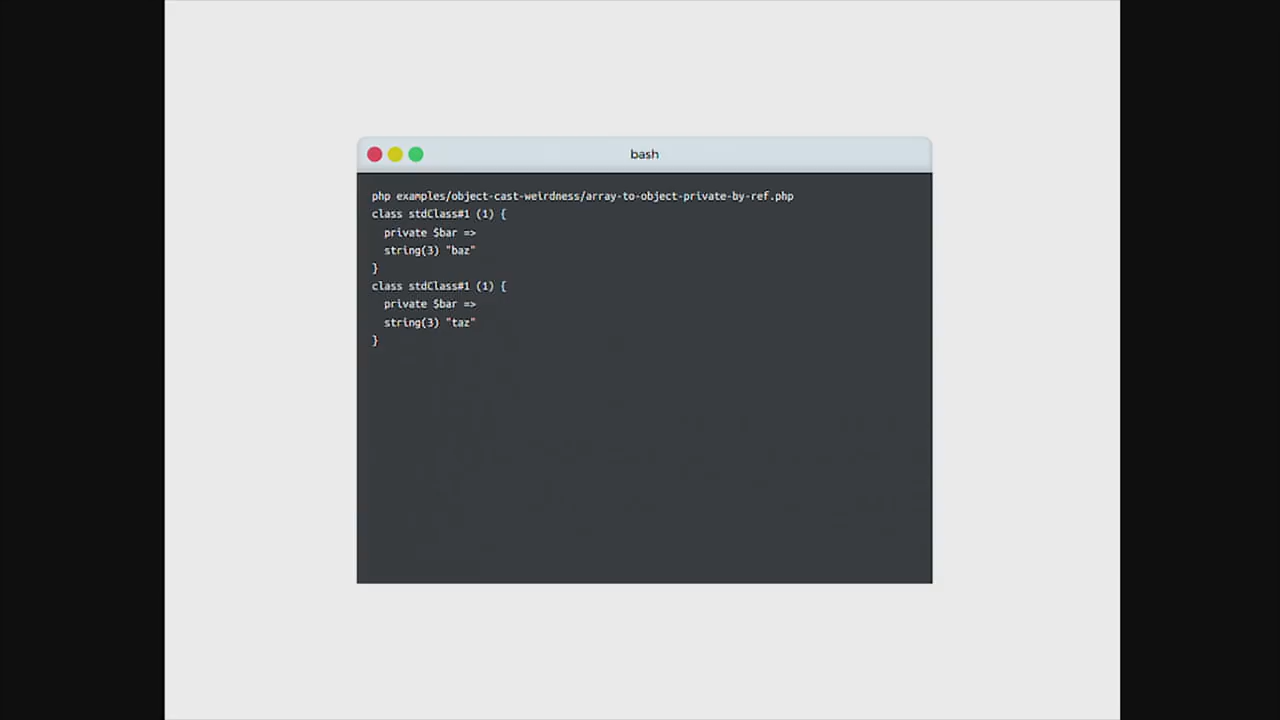 bash
php examples/object-cast-weirdness/array-to-object-private-by-ref.php
class stdClass#1 (1) {
  private $bar =>
  string(3) "baz"
}
class stdClass#1 (1) {
  private $bar =>
  string(3) "taz"
}